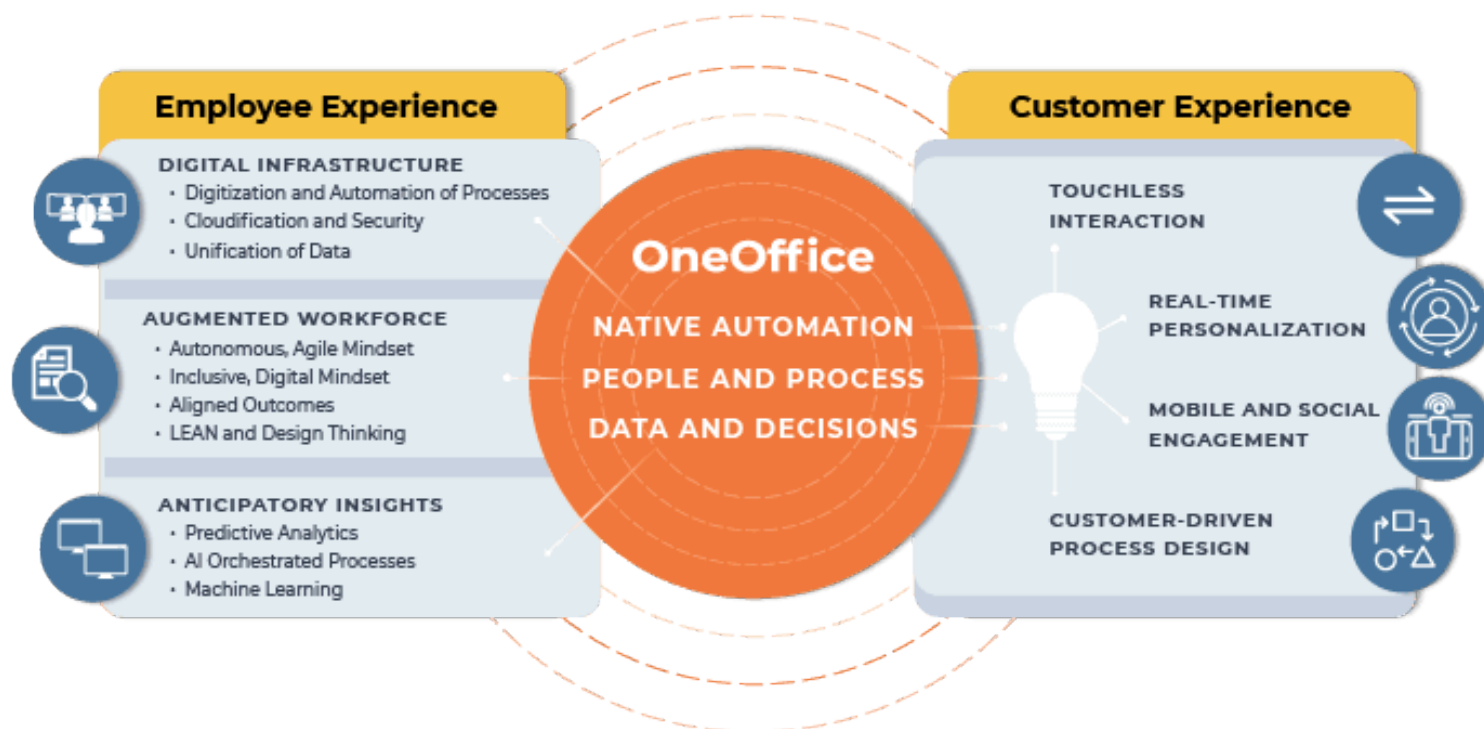 Employee Experience
DIGITAL INFRASTRUCTURE
• Digitization and Automation of Processes
• Cloudification and Security
• Unification of Data
AUGMENTED WORKFORCE
• Autonomous, Agile Mindset
• Inclusive, Digital Mindset
• Aligned Outcomes
• LEAN and Design Thinking
ANTICIPATORY INSIGHTS
• Predictive Analytics
• AI Orchestrated Processes
• Machine Learning
OneOffice
NATIVE AUTOMATION
PEOPLE AND PROCESS
DATA AND DECISIONS
Customer Experience
TOUCHLESS
INTERACTION
REAL-TIME
PERSONALIZATION
MOBILE AND SOCIAL
ENGAGEMENT
CUSTOMER-DRIVEN
PROCESS DESIGN